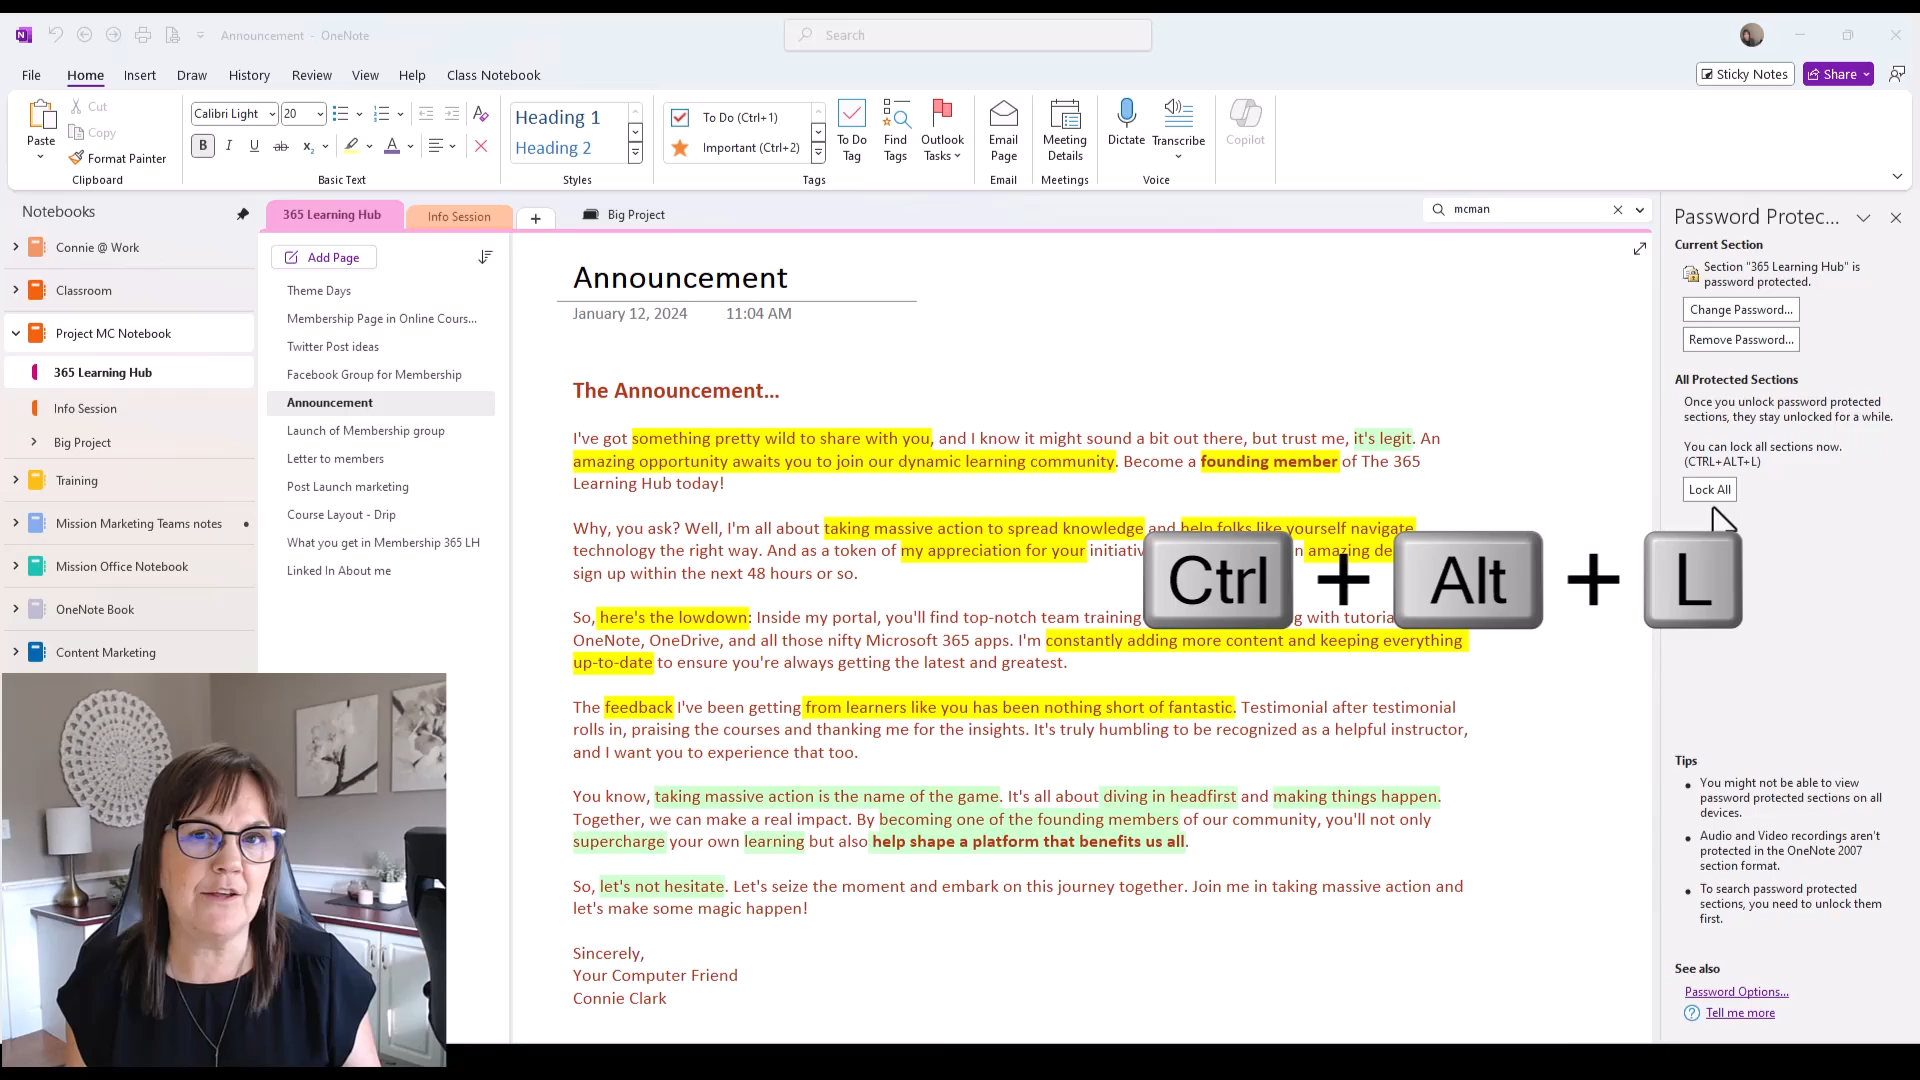 Announcement - OneNote
Search
File
Home
Insert
Draw
History
Review
View
Help
Class Notebook
Sticky Notes
Share
Paste
Cut
Copy
Format Painter
Clipboard
Calibri Light
20
B
I
U
ab
x
A
Basic Text
Heading 1
Heading 2
Styles
To Do (Ctrl+1)
Important (Ctrl+2)
Tags
To Do
Tag
Find
Tags
Outlook
Tasks
Email
Page
Email
Meeting
Details
Meetings
Dictate
Transcribe
Voice
Copilot
Notebooks
Connie @ Work
Classroom
Project MC Notebook
365 Learning Hub
Info Session
Big Project
Training
Mission Marketing Teams notes
Mission Office Notebook
OneNote Book
Content Marketing
365 Learning Hub
Info Session
+
Big Project
mcman
Add Page
Theme Days
Membership Page in Online Cours...
Twitter Post ideas
Facebook Group for Membership
Announcement
Launch of Membership group
Letter to members
Post Launch marketing
Course Layout - Drip
What you get in Membership 365 LH
Linked In About me
Announcement
January 12, 2024 11:04 AM
The Announcement…
I've got something pretty wild to share with you, and I know it might sound a bit out there, but trust me, it's legit. An
amazing opportunity awaits you to join our dynamic learning community. Become a founding member of The 365
Learning Hub today!
Why, you ask? Well, I'm all about taking massive action to spread knowledge and help folks like yourself navigate
technology the right way. And as a token of my appreciation for your initiativ n amazing de
sign up within the next 48 hours or so.
So, here's the lowdown: Inside my portal, you'll find top-notch team training g with tutoria
OneNote, OneDrive, and all those nifty Microsoft 365 apps. I'm constantly adding more content and keeping everything
up-to-date to ensure you're always getting the latest and greatest.
The feedback I've been getting from learners like you has been nothing short of fantastic. Testimonial after testimonial
rolls in, praising the courses and thanking me for the insights. It's truly humbling to be recognized as a helpful instructor,
and I want you to experience that too.
You know, taking massive action is the name of the game. It's all about diving in headfirst and making things happen.
Together, we can make a real impact. By becoming one of the founding members of our community, you'll not only
supercharge your own learning but also help shape a platform that benefits us all.
So, let's not hesitate. Let's seize the moment and embark on this journey together. Join me in taking massive action and
let's make some magic happen!
Sincerely,
Your Computer Friend
Connie Clark
Ctrl + Alt + L
Password Protec...
Current Section
Section "365 Learning Hub" is
password protected.
Change Password...
Remove Password...
All Protected Sections
Once you unlock password protected
sections, they stay unlocked for a while.
You can lock all sections now.
(CTRL+ALT+L)
Lock All
Tips
You might not be able to view
password protected sections on all
devices.
Audio and Video recordings aren't
protected in the OneNote 2007
section format.
To search password protected
sections, you need to unlock them
first.
See also
Password Options...
Tell me more